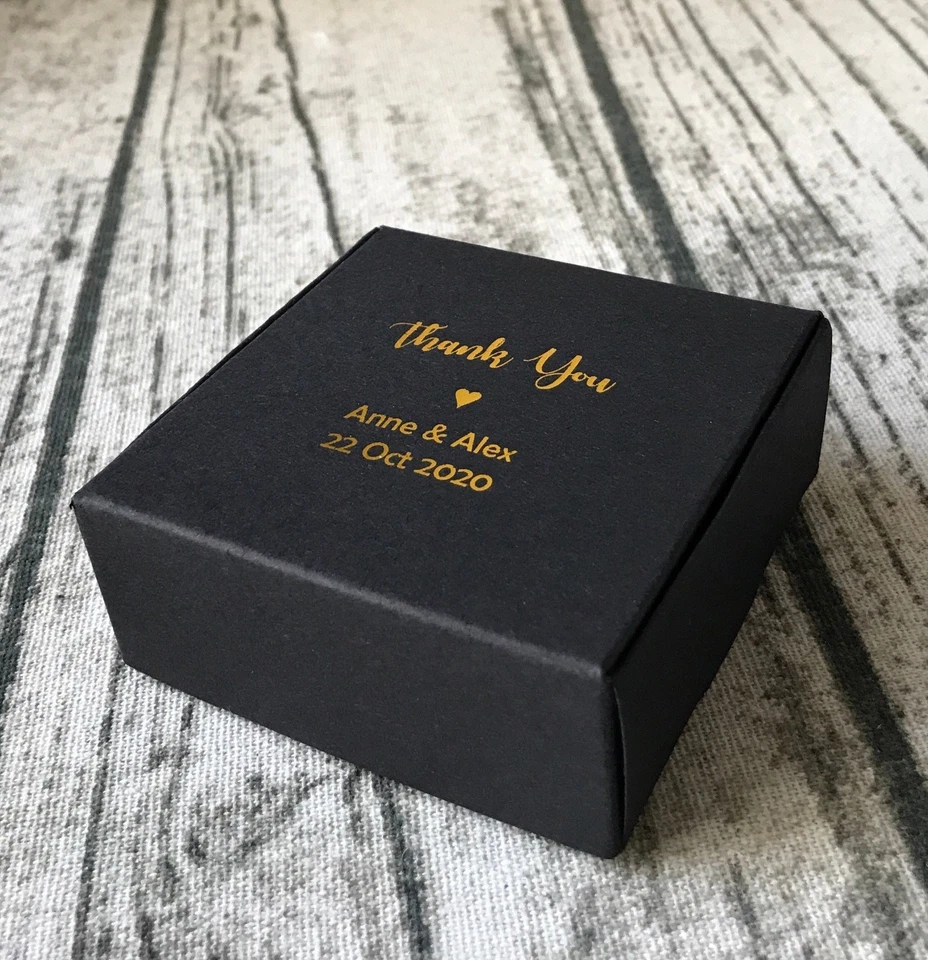 Thank You
Anne & Alex
22 Oct 2020